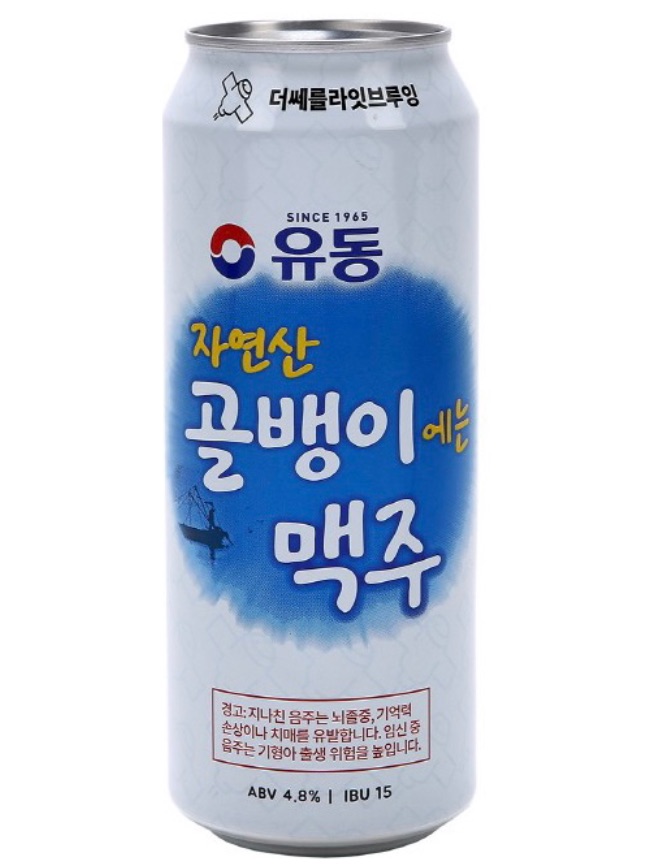 더쎄를라잇브루잉
SINCE 1965
유동
자연산
골뱅이에는
맥주
경고: 지나친 음주는 뇌졸중, 기억력
손상이나 치매를 유발합니다. 임신 중
음주는 기형아 출생 위험을 높입니다.
ABV 4.8% | IBU 15